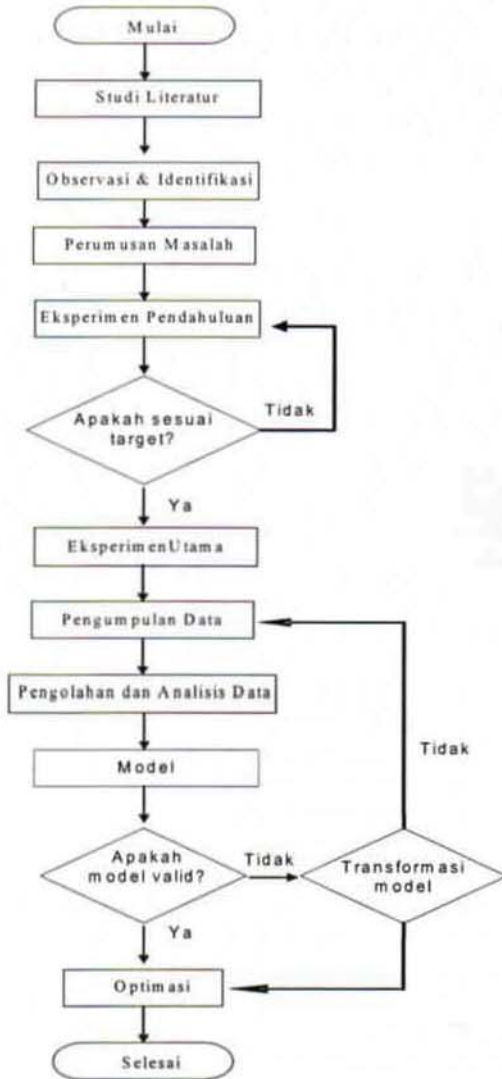 Mulai
Studi Literatur
Observasi & Identifikasi
Perumusan Masalah
Eksperimen Pendahuluan
Apakah sesuai
target?
Tidak
Ya
EksperimenUtama
Pengumpulan Data
Pengolahan dan Analisis Data
Tidak
Model
Apakah
model valid?
Tidak
Transformasi
model
Ya
Optimasi
Selesai